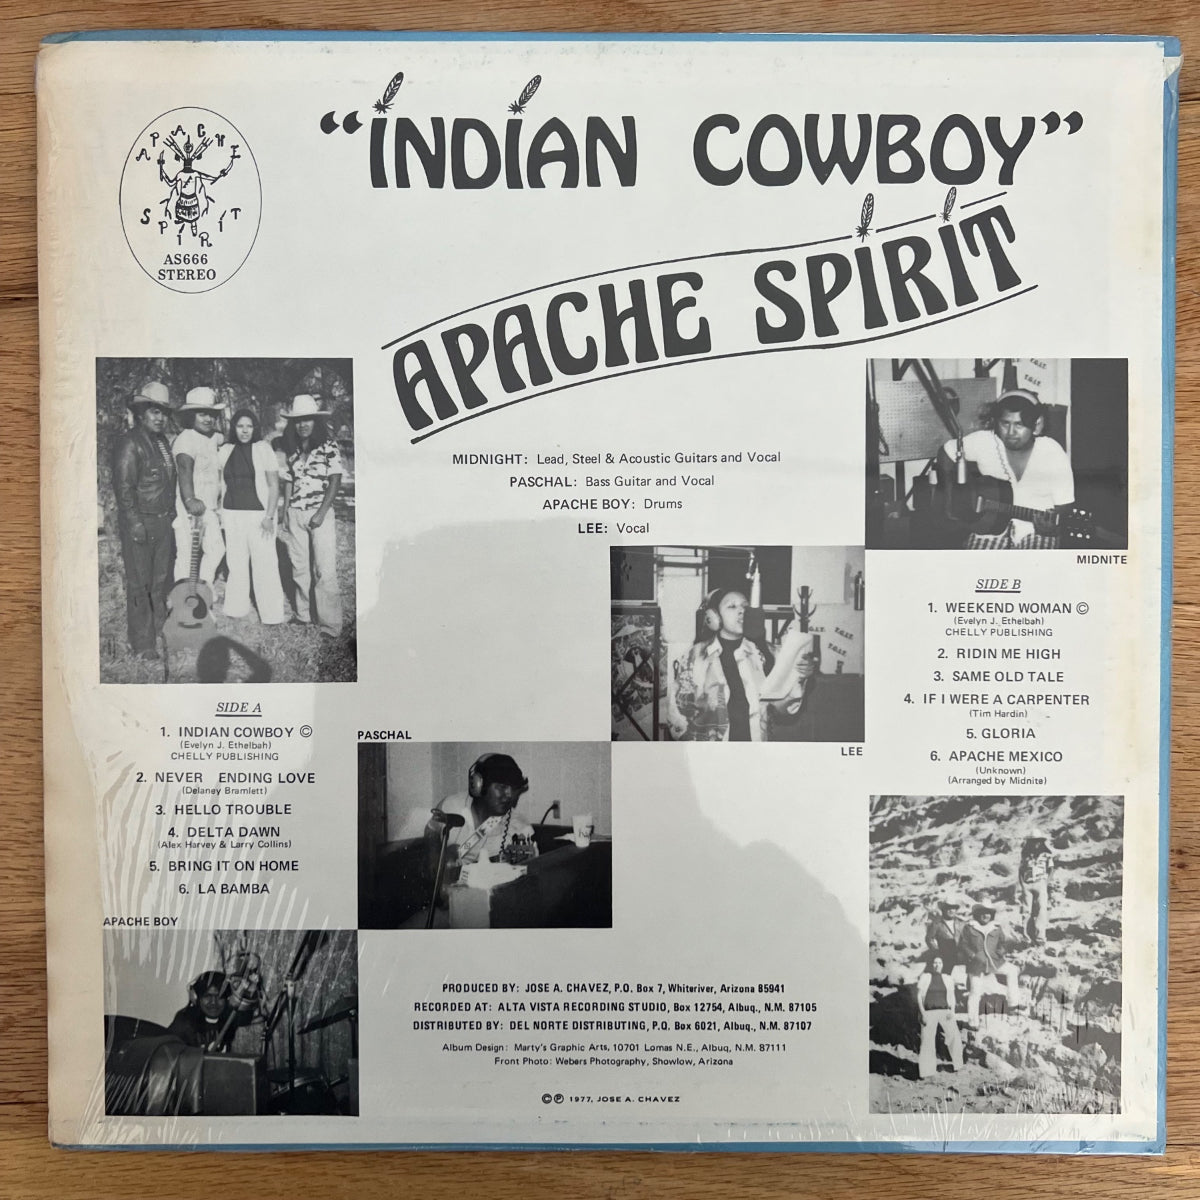 APACHE
SPIRIT
AS666
STEREO
“INDIAN COWBOY”
APACHE SPIRIT
MIDNIGHT: Lead, Steel & Acoustic Guitars and Vocal
PASCHAL: Bass Guitar and Vocal
APACHE BOY: Drums
LEE: Vocal
MIDNITE
SIDE A
1. INDIAN COWBOY ©
(Evelyn J. Ethelbah)
CHELLY PUBLISHING
2. NEVER ENDING LOVE
(Delaney Bramlett)
3. HELLO TROUBLE
4. DELTA DAWN
(Alex Harvey & Larry Collins)
5. BRING IT ON HOME
6. LA BAMBA
APACHE BOY
PASCHAL
LEE
SIDE B
1. WEEKEND WOMAN ©
(Evelyn J. Ethelbah)
CHELLY PUBLISHING
2. RIDIN ME HIGH
3. SAME OLD TALE
4. IF I WERE A CARPENTER
(Tim Hardin)
5. GLORIA
6. APACHE MEXICO
(Unknown)
(Arranged by Midnite)
PRODUCED BY: JOSE A. CHAVEZ, P.O. Box 7, Whiteriver, Arizona 85941
RECORDED AT: ALTA VISTA RECORDING STUDIO, Box 12754, Albuq., N.M. 87105
DISTRIBUTED BY: DEL NORTE DISTRIBUTING, P.O. Box 6021, Albuq., N.M. 87107
Album Design: Marty's Graphic Arts, 10701 Lomas N.E., Albuq, N.M. 87111
Front Photo: Webers Photography, Showlow, Arizona
©℗ 1977, JOSE A. CHAVEZ